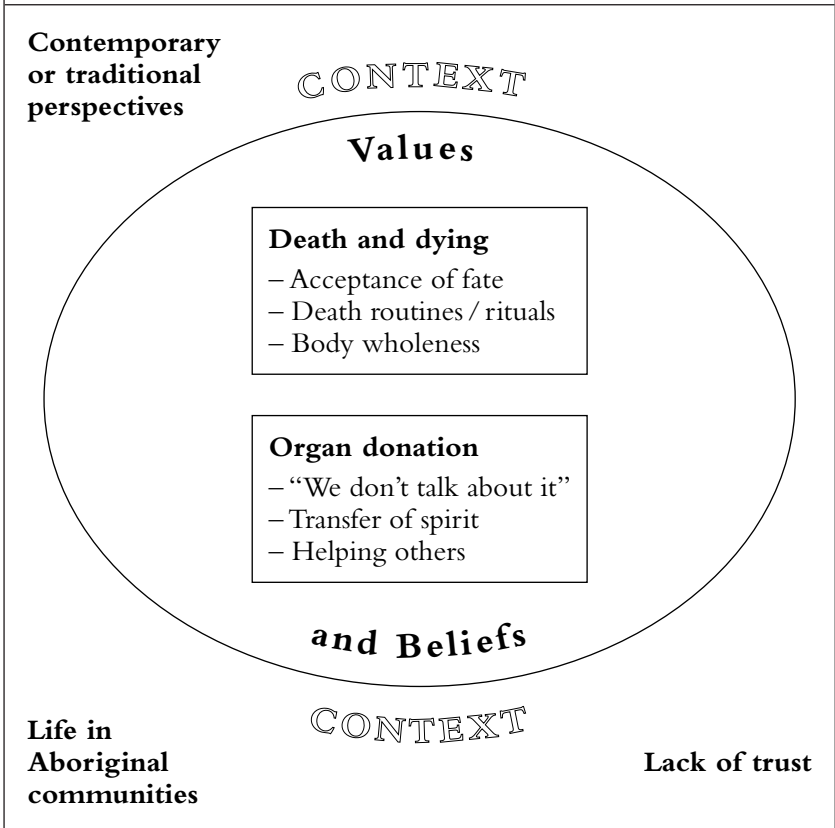 Contemporary
or traditional
perspectives
CONTEXT
Values
Death and dying
– Acceptance of fate
– Death routines / rituals
– Body wholeness
Organ donation
– “We don’t talk about it”
– Transfer of spirit
– Helping others
and Beliefs
CONTEXT
Life in
Aboriginal
communities
Lack of trust